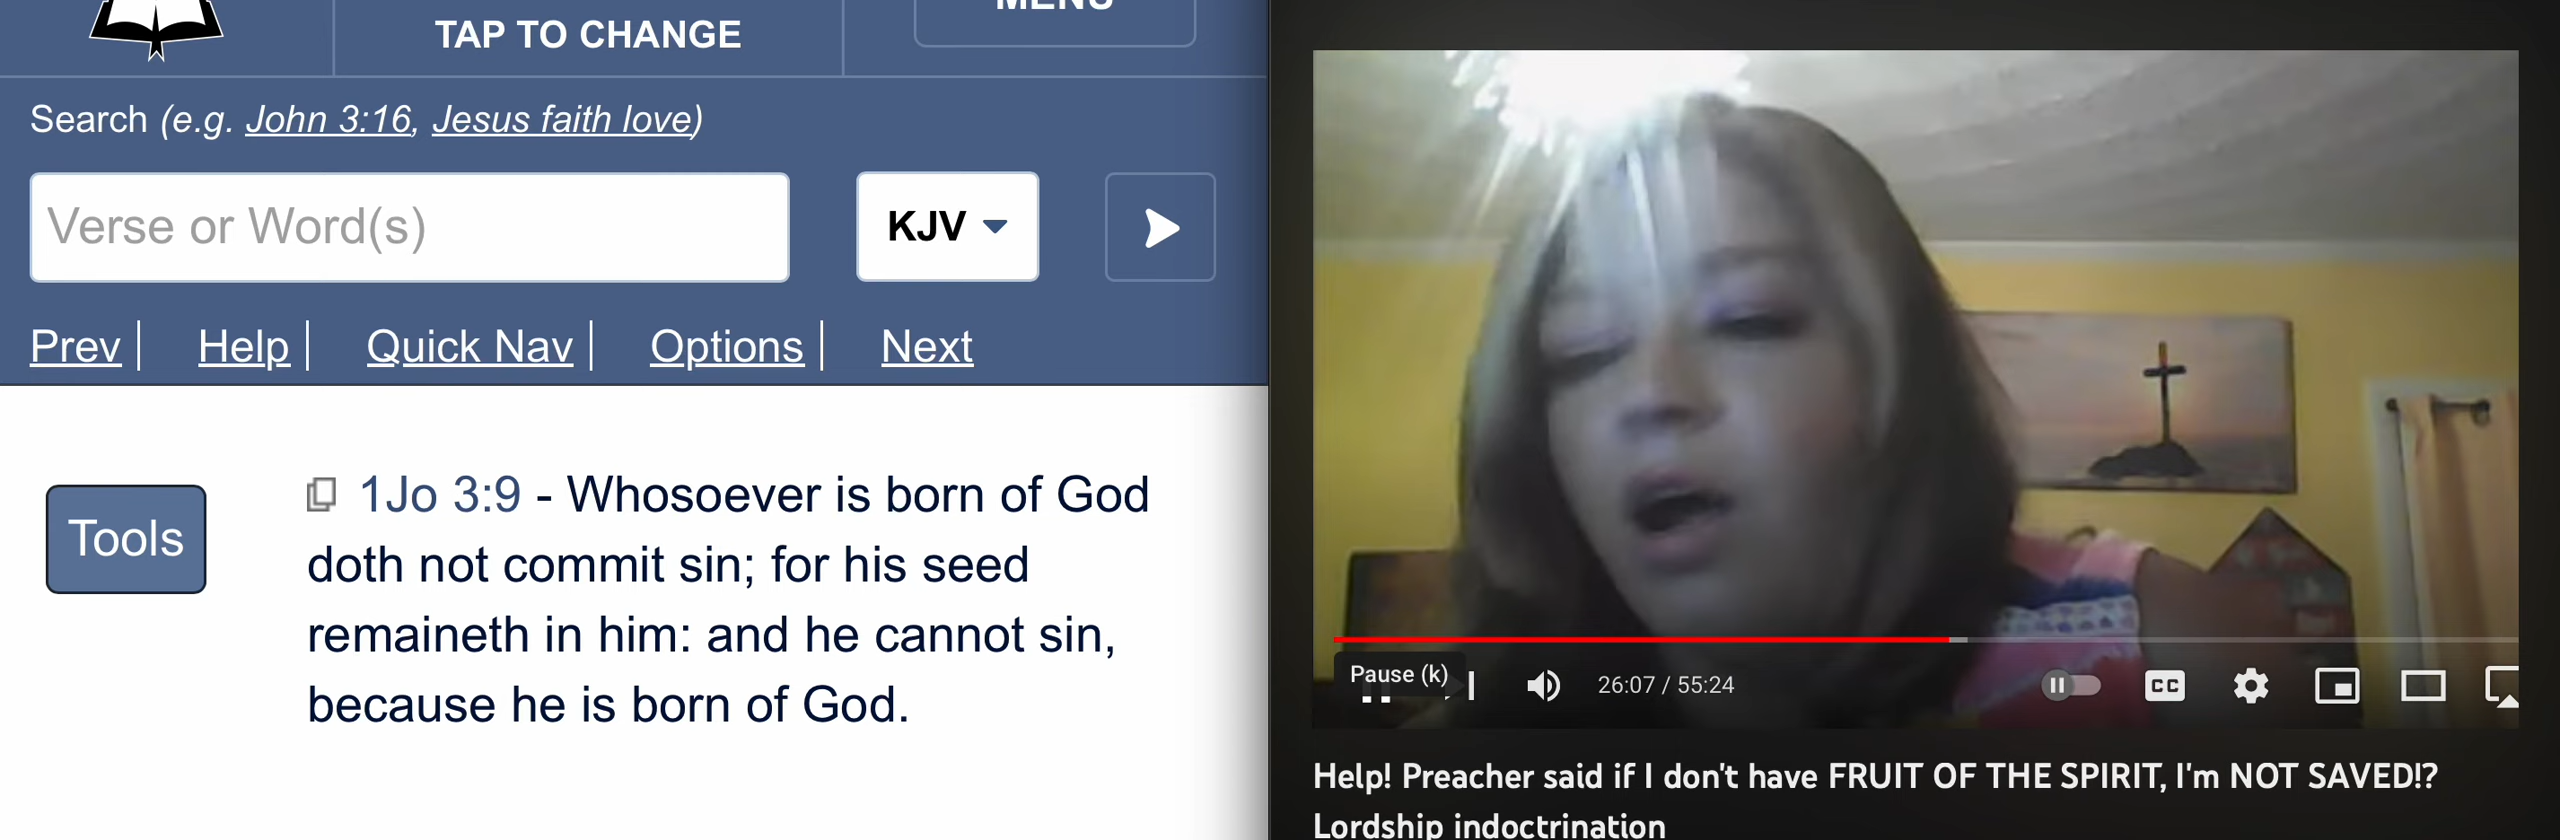 MENU
TAP TO CHANGE
Search (e.g. John 3:16, Jesus faith love)
Verse or Word(s)
KJV
Prev | Help | Quick Nav | Options | Next
Tools
1Jo 3:9 - Whosoever is born of God
doth not commit sin; for his seed
remaineth in him: and he cannot sin,
because he is born of God.
Pause (k)
26:07 / 55:24
CC
Help! Preacher said if I don't have FRUIT OF THE SPIRIT, I'm NOT SAVED!?
Lordship indoctrination